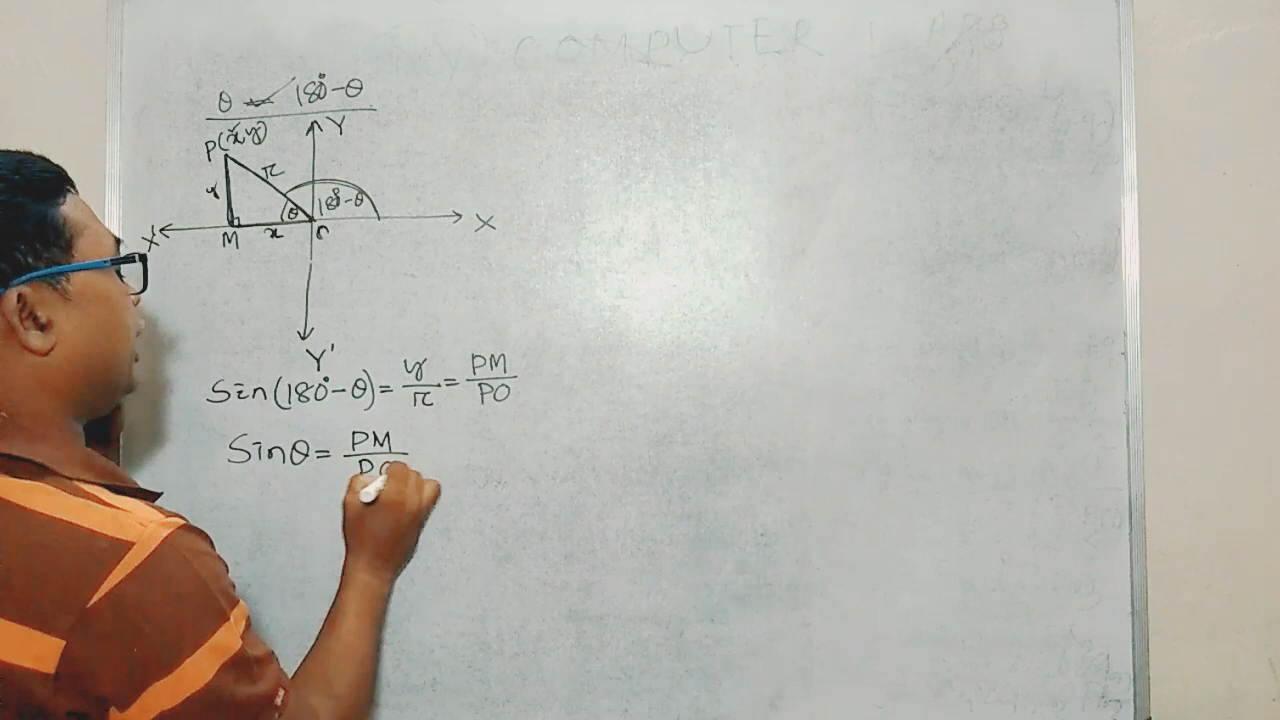 COMPUTER
θ 180°-θ
P(x̄,y) Y
r
y θ 180°-θ
X' M x O X
Y'
Sin(180°-θ)= y/r = PM/PO
Sinθ= PM/PO